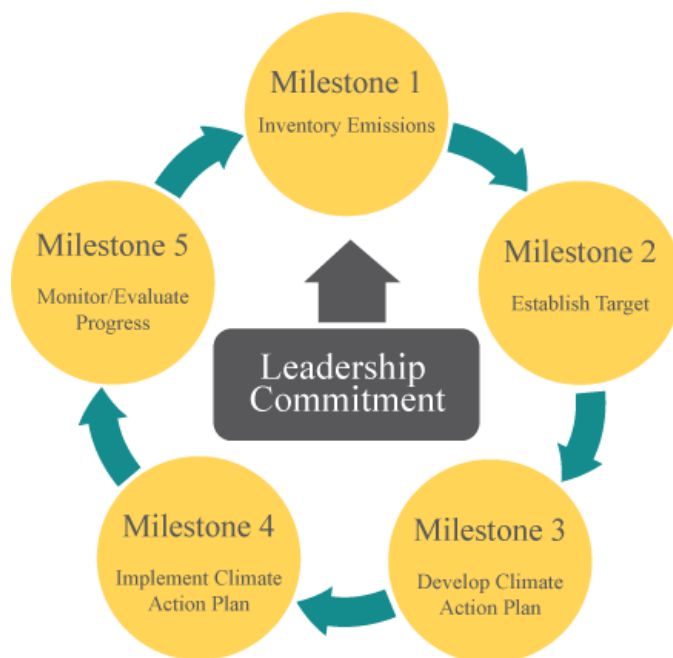 Milestone 1
Inventory Emissions
Milestone 2
Establish Target
Milestone 3
Develop Climate
Action Plan
Milestone 4
Implement Climate
Action Plan
Milestone 5
Monitor/Evaluate
Progress
Leadership
Commitment